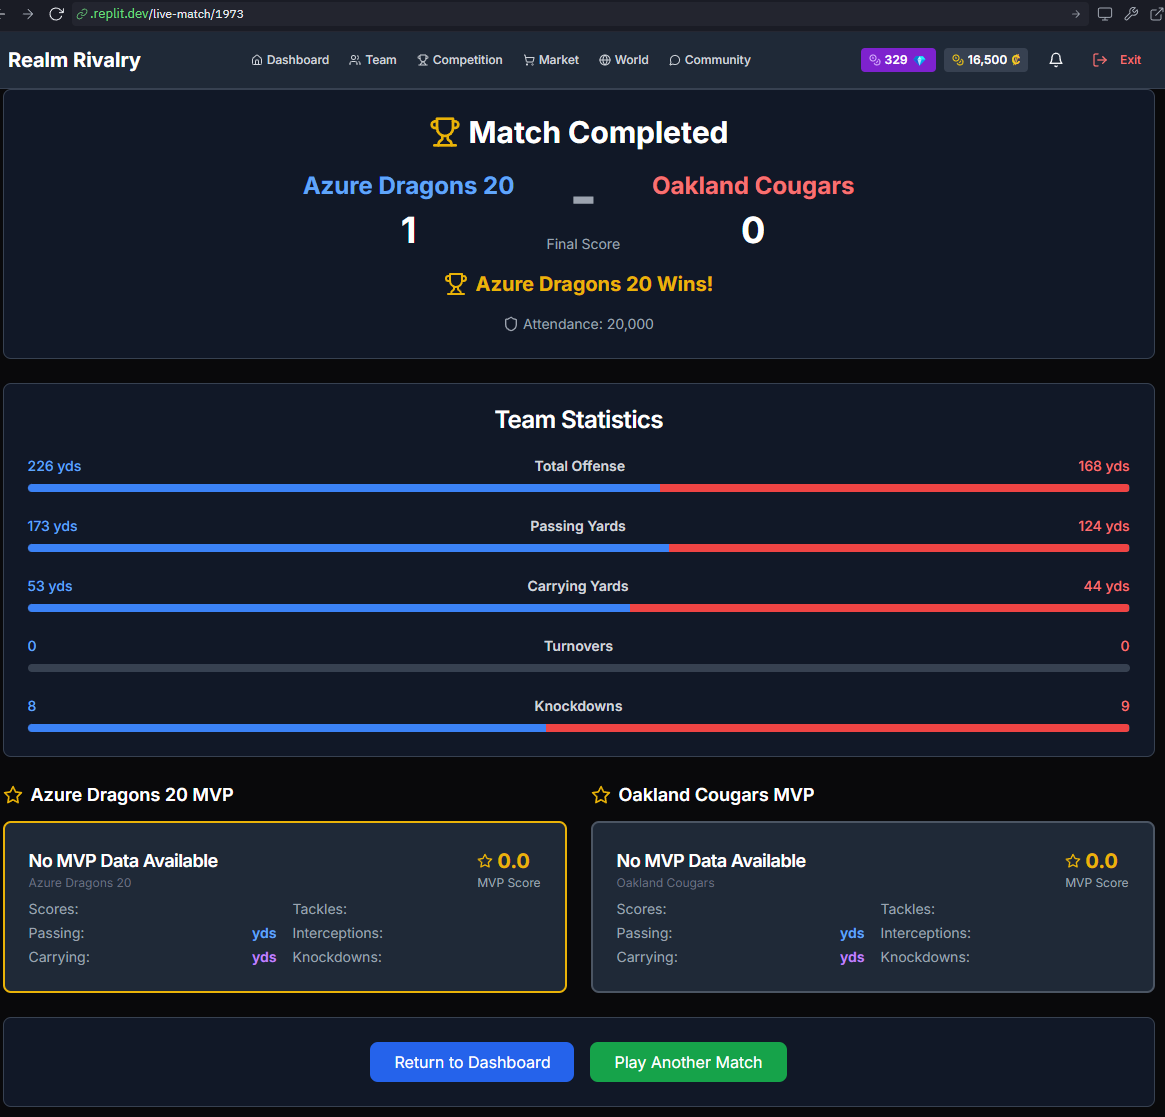 .replit.dev/live-match/1973
Realm Rivalry
Dashboard
Team
Competition
Market
World
Community
329
16,500 ₡
Exit
Match Completed
Azure Dragons 20
1
-
Final Score
Oakland Cougars
0
Azure Dragons 20 Wins!
Attendance: 20,000
Team Statistics
226 yds Total Offense 168 yds
173 yds Passing Yards 124 yds
53 yds Carrying Yards 44 yds
0 Turnovers 0
8 Knockdowns 9
Azure Dragons 20 MVP
No MVP Data Available 0.0
Azure Dragons 20 MVP Score
Scores: Tackles:
Passing: yds Interceptions:
Carrying: yds Knockdowns:
Oakland Cougars MVP
No MVP Data Available 0.0
Oakland Cougars MVP Score
Scores: Tackles:
Passing: yds Interceptions:
Carrying: yds Knockdowns:
Return to Dashboard
Play Another Match